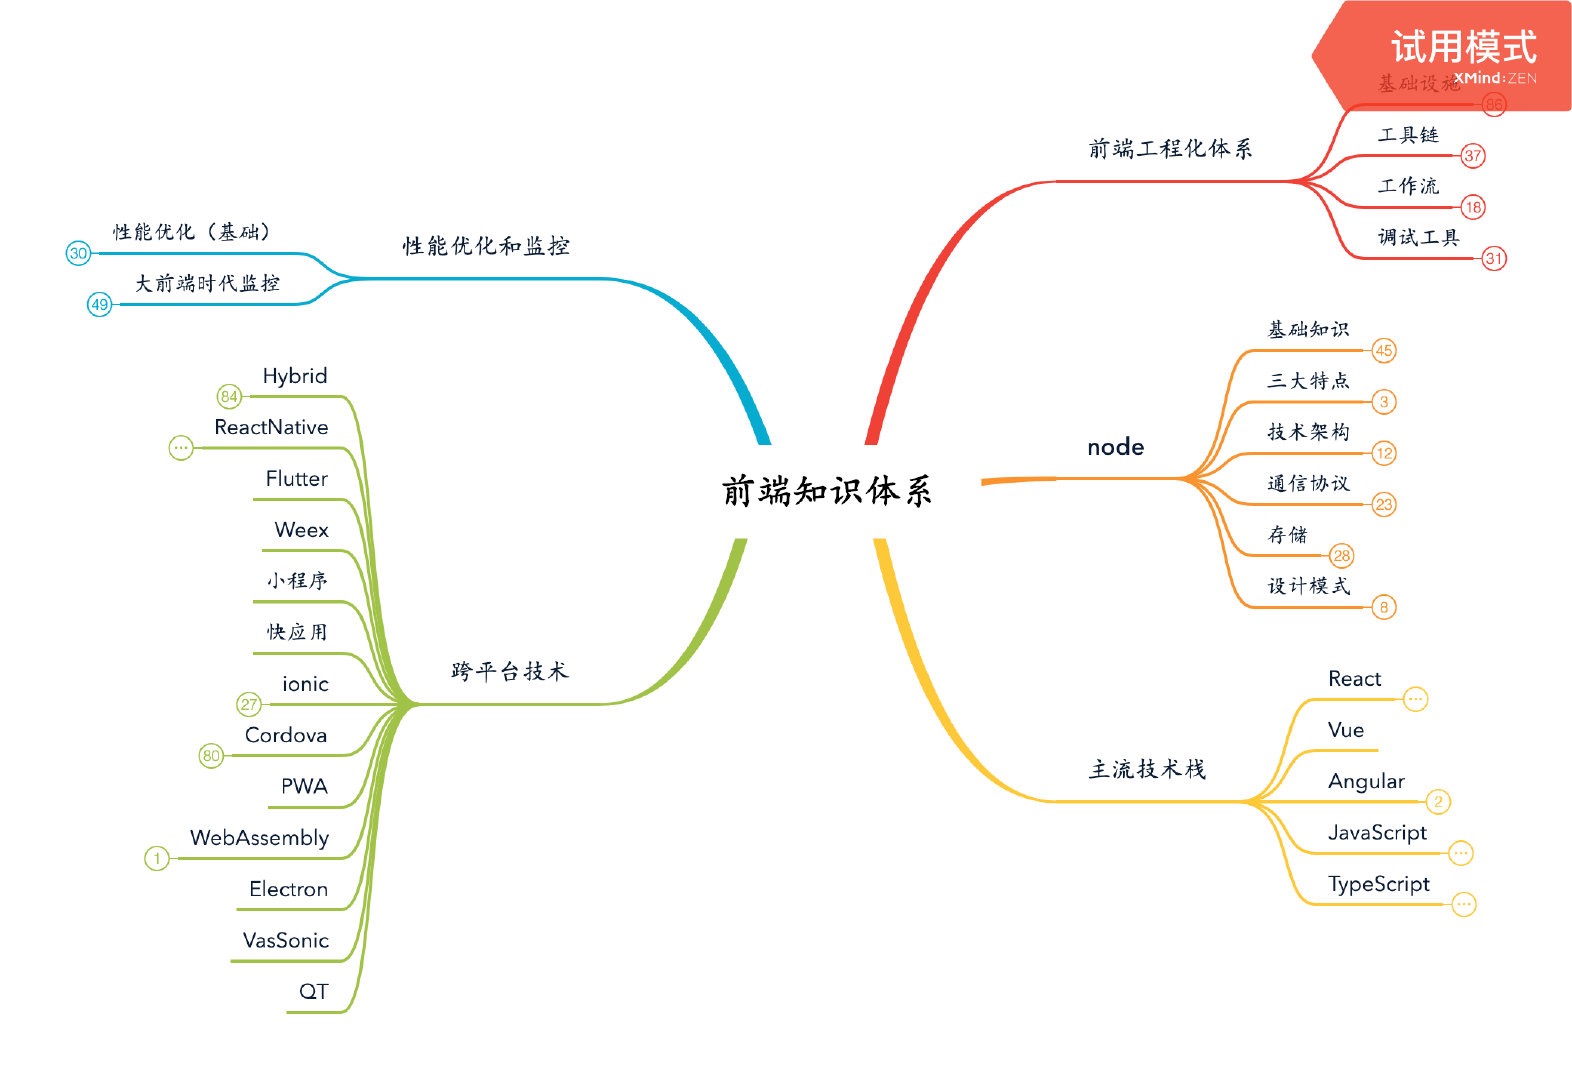 试用模式
XMind:ZEN
前端知识体系
前端工程化体系
基础设施
86
工具链
37
工作流
18
调试工具
31
node
基础知识
45
三大特点
3
技术架构
12
通信协议
23
存储
28
设计模式
8
主流技术栈
React
...
Vue
Angular
2
JavaScript
...
TypeScript
...
性能优化和监控
性能优化（基础）
30
大前端时代监控
49
跨平台技术
Hybrid
84
ReactNative
...
Flutter
Weex
小程序
快应用
ionic
27
Cordova
80
PWA
WebAssembly
1
Electron
VasSonic
QT